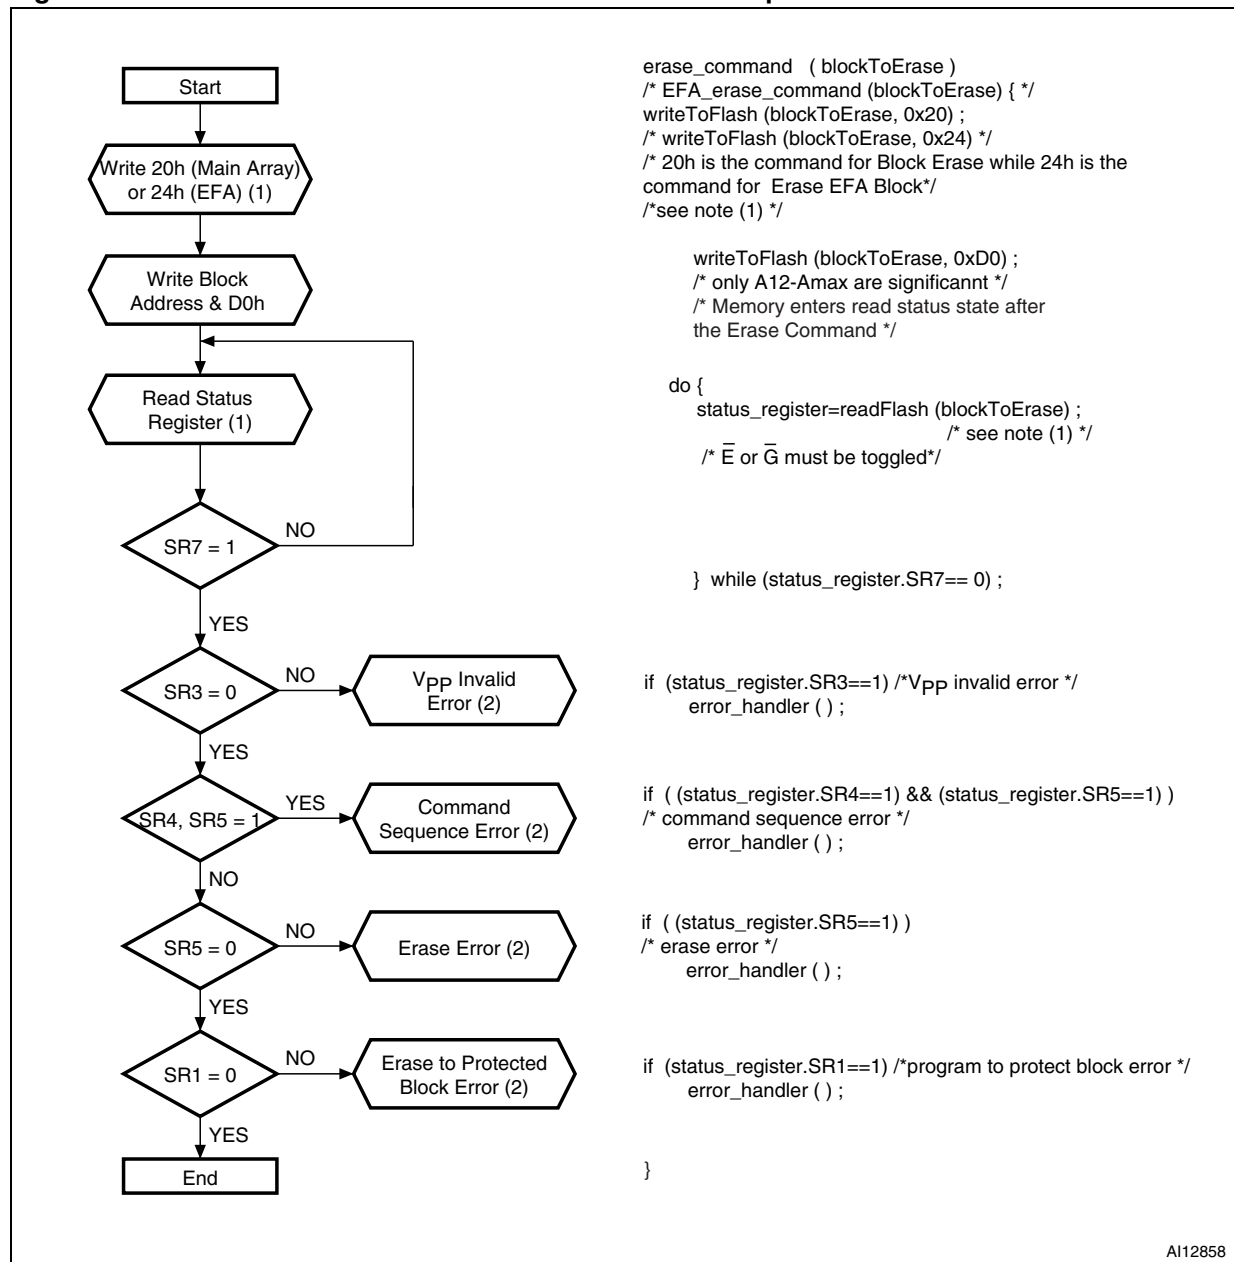 Start
Write 20h (Main Array)
or 24h (EFA) (1)
Write Block
Address & D0h
Read Status
Register (1)
SR7 = 1
NO
YES
SR3 = 0
NO
VPP Invalid
Error (2)
YES
SR4, SR5 = 1
YES
Command
Sequence Error (2)
NO
SR5 = 0
NO
Erase Error (2)
YES
SR1 = 0
NO
Erase to Protected
Block Error (2)
YES
End
erase_command ( blockToErase )
/* EFA_erase_command (blockToErase) { */
writeToFlash (blockToErase, 0x20) ;
/* writeToFlash (blockToErase, 0x24) */
/* 20h is the command for Block Erase while 24h is the
command for Erase EFA Block*/
/*see note (1) */
writeToFlash (blockToErase, 0xD0) ;
/* only A12-Amax are significannt */
/* Memory enters read status state after
the Erase Command */
do {
status_register=readFlash (blockToErase) ;
/* see note (1) */
/* E̅ or G̅ must be toggled*/
} while (status_register.SR7== 0) ;
if (status_register.SR3==1) /*VPP invalid error */
error_handler ( ) ;
if ( (status_register.SR4==1) && (status_register.SR5==1) )
/* command sequence error */
error_handler ( ) ;
if ( (status_register.SR5==1) )
/* erase error */
error_handler ( ) ;
if (status_register.SR1==1) /*program to protect block error */
error_handler ( ) ;
}
AI12858